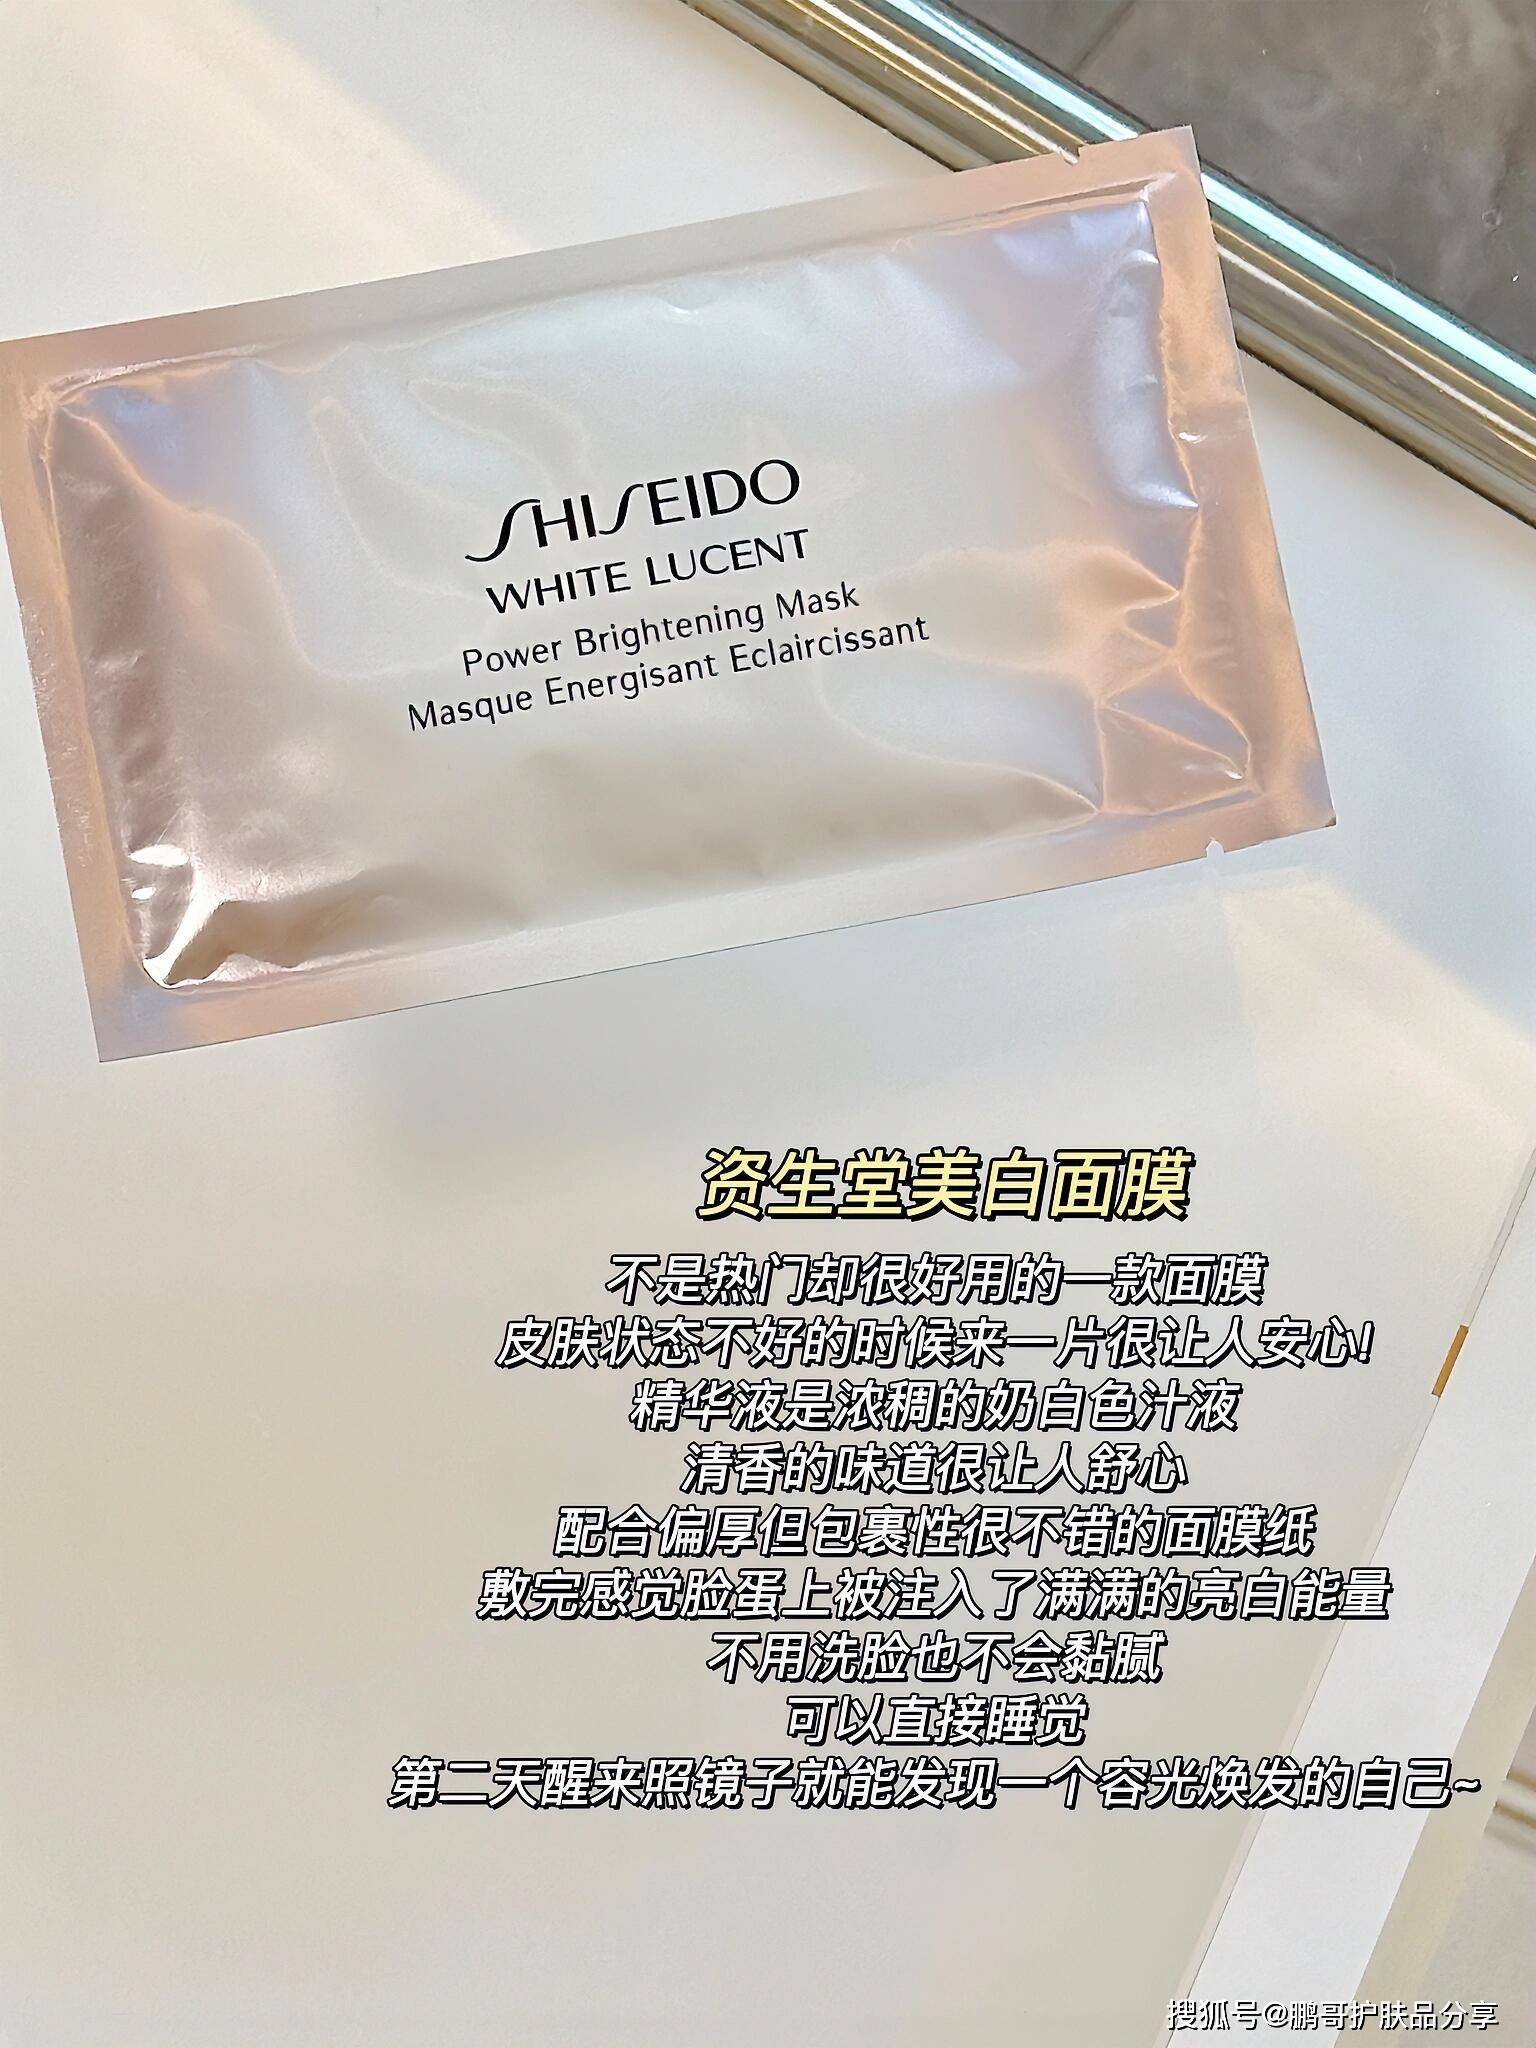 SHISEIDO
WHITE LUCENT
Power Brightening Mask
Masque Energisant Eclaircissant
资生堂美白面膜
不是热门却很好用的一款面膜
皮肤状态不好的时候来一片很让人安心!
精华液是浓稠的奶白色汁液
清香的味道很让人舒心
配合偏厚但包裹性很不错的面膜纸
敷完感觉脸蛋上被注入了满满的亮白能量
不用洗脸也不会黏腻
可以直接睡觉
第二天醒来照镜子就能发现一个容光焕发的自己~
搜狐号@鹏哥护肤品分享